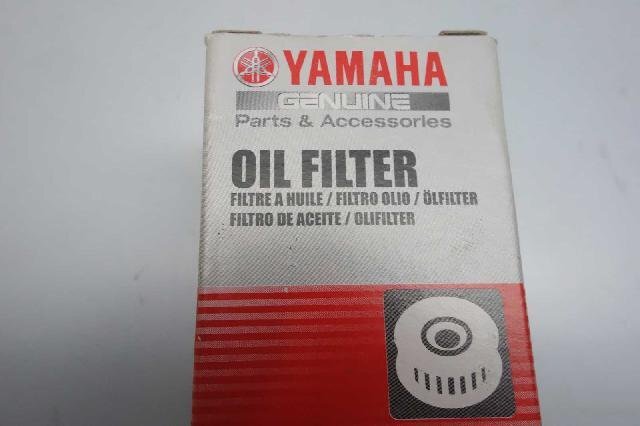 YAMAHA
GENUINE
Parts & Accessories
OIL FILTER
FILTRE A HUILE / FILTRO OLIO / ÖLFILTER
FILTRO DE ACEITE / OLIFILTER